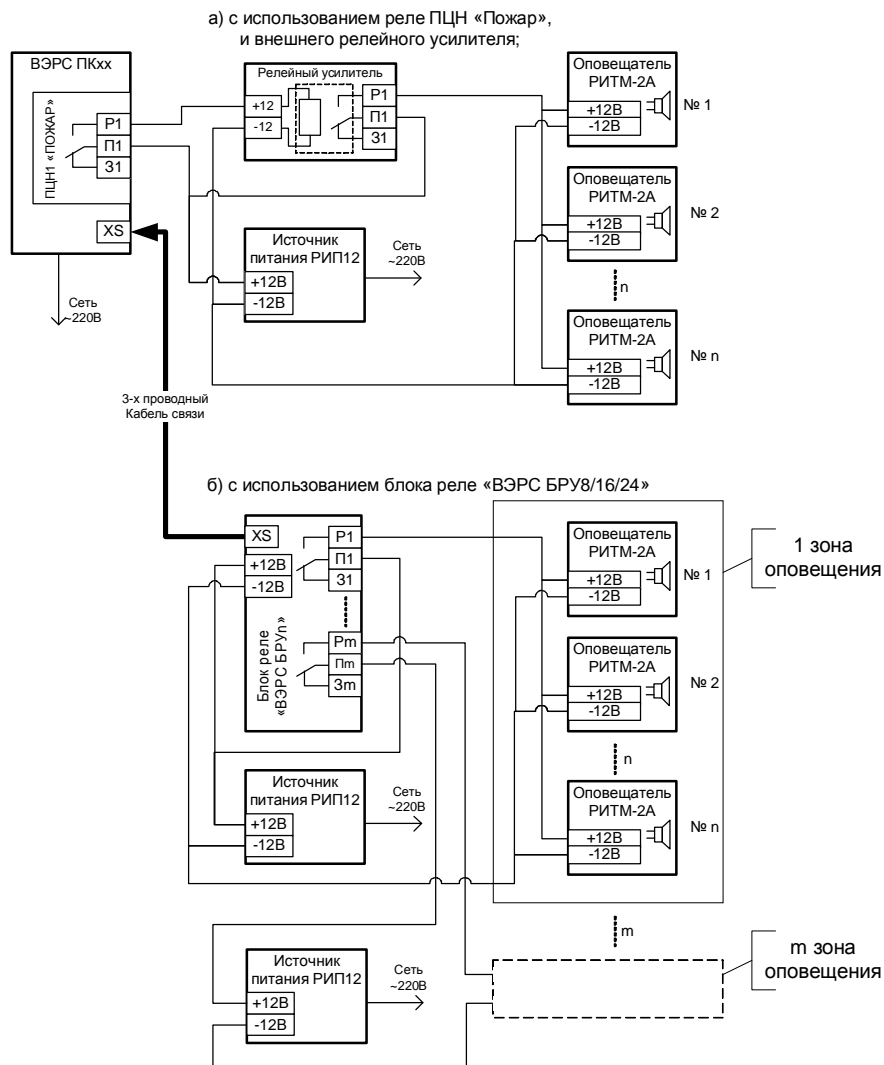 а) с использованием реле ПЦН «Пожар»,
и внешнего релейного усилителя;
ВЭРС ПКхх
ПЦН1 «ПОЖАР»
Р1
П1
З1
XS
Сеть
~220В
Релейный усилитель
+12
-12
Р1
П1
З1
Источник
питания РИП12
+12В
-12В
Сеть
~220В
Оповещатель
РИТМ-2А
+12В
-12В
№ 1
Оповещатель
РИТМ-2А
+12В
-12В
№ 2
n
Оповещатель
РИТМ-2А
+12В
-12В
№ n
3-х проводный
Кабель связи
б) с использованием блока реле «ВЭРС БРУ8/16/24»
XS
+12В
-12В
Р1
П1
З1
Рm
Пm
Зm
Блок реле
«ВЭРС БРУn»
Источник
питания РИП12
+12В
-12В
Сеть
~220В
Оповещатель
РИТМ-2А
+12В
-12В
№ 1
1 зона
оповещения
Оповещатель
РИТМ-2А
+12В
-12В
№ 2
n
Оповещатель
РИТМ-2А
+12В
-12В
№ n
m
m зона
оповещения
Источник
питания РИП12
+12В
-12В
Сеть
~220В